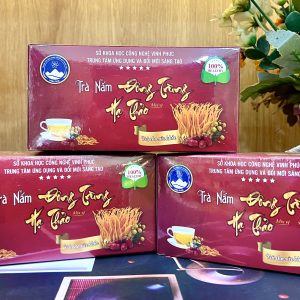 SỞ KHOA HỌC CÔNG NGHỆ VĨNH PHÚC
TRUNG TÂM ỨNG DỤNG VÀ ĐỔI MỚI SÁNG TẠO
100%
Trà Nấm Đông Trùng
Hạ Thảo
SỞ KHOA HỌC CÔNG NGHỆ VĨNH PHÚC
TRUNG TÂM ỨNG DỤNG VÀ ĐỔI MỚI SÁNG TẠO
100%
Trà Nấm Đông Trùng
Hạ Thảo
SỞ KHOA HỌC CÔNG NGHỆ VĨNH PHÚC
TRUNG TÂM ỨNG DỤNG VÀ ĐỔI MỚI SÁNG TẠO
Trà Nấm Đông Trùng
Hạ Thảo